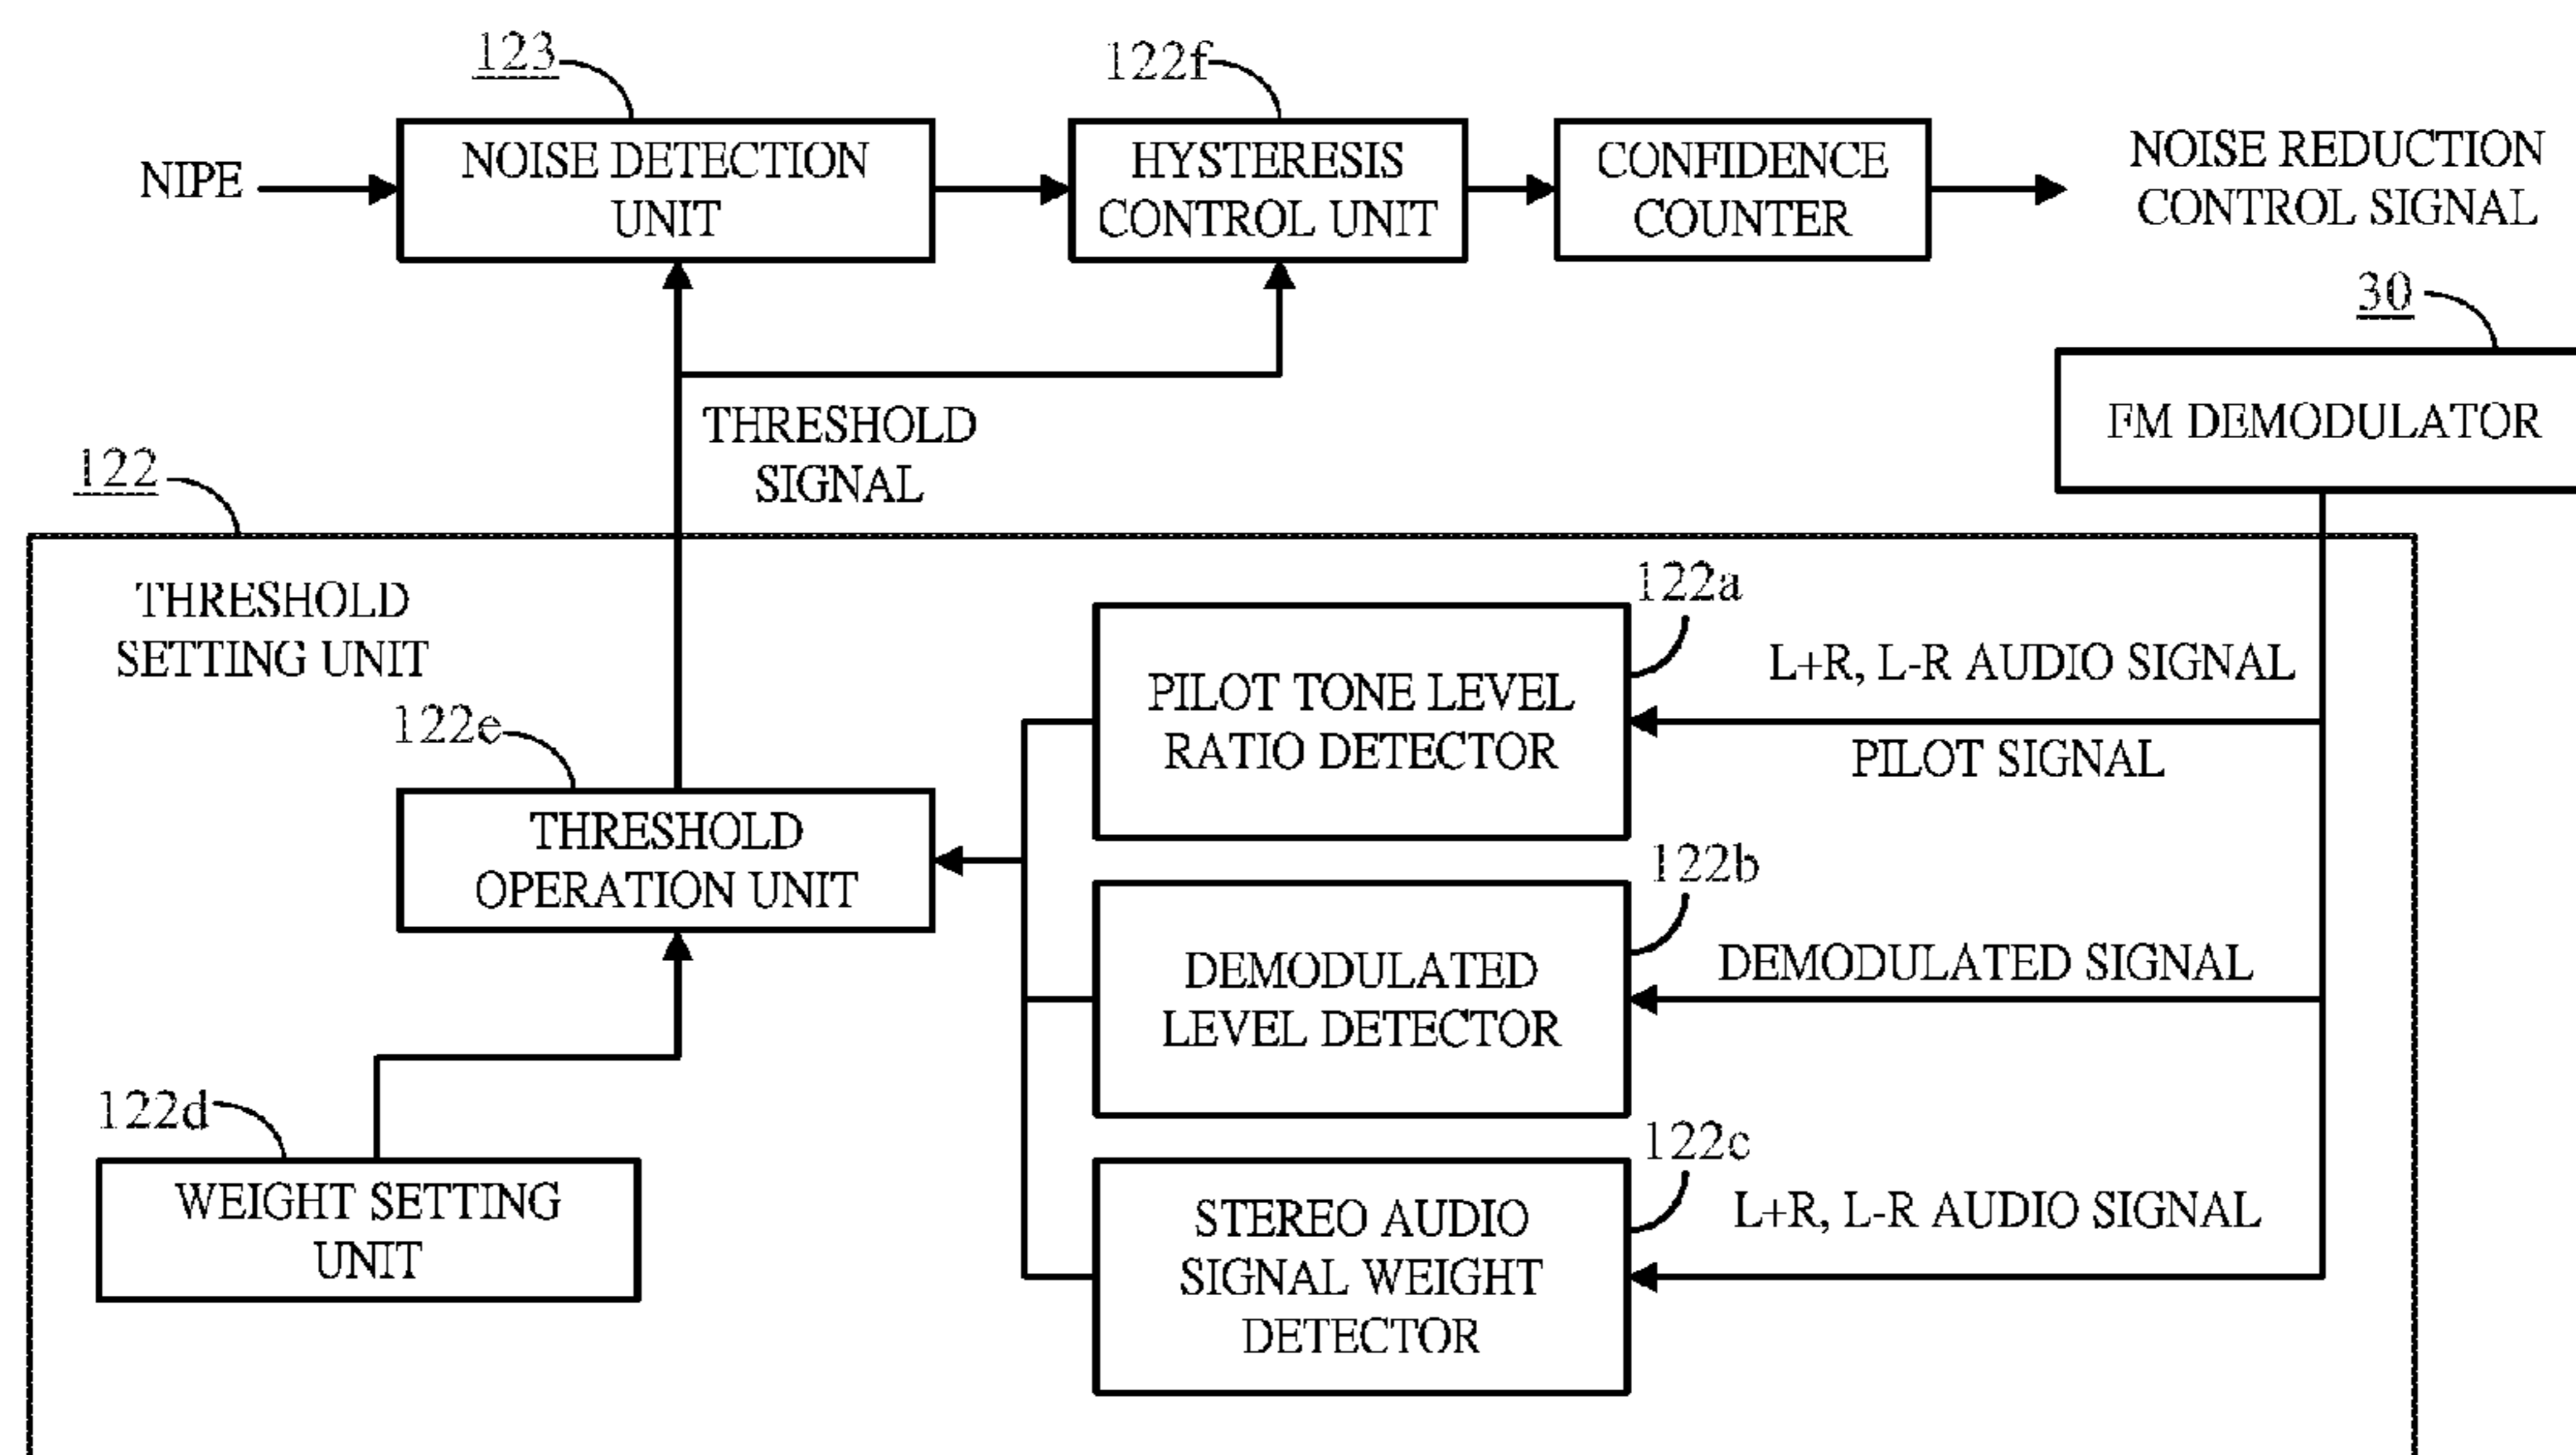 123
122f
NIPE
NOISE DETECTION
UNIT
HYSTERESIS
CONTROL UNIT
CONFIDENCE
COUNTER
NOISE REDUCTION
CONTROL SIGNAL
30
FM DEMODULATOR
THRESHOLD
SIGNAL
122
THRESHOLD
SETTING UNIT
122a
PILOT TONE LEVEL
RATIO DETECTOR
L+R, L-R AUDIO SIGNAL
PILOT SIGNAL
122e
THRESHOLD
OPERATION UNIT
122b
DEMODULATED
LEVEL DETECTOR
DEMODULATED SIGNAL
122d
WEIGHT SETTING
UNIT
122c
STEREO AUDIO
SIGNAL WEIGHT
DETECTOR
L+R, L-R AUDIO SIGNAL